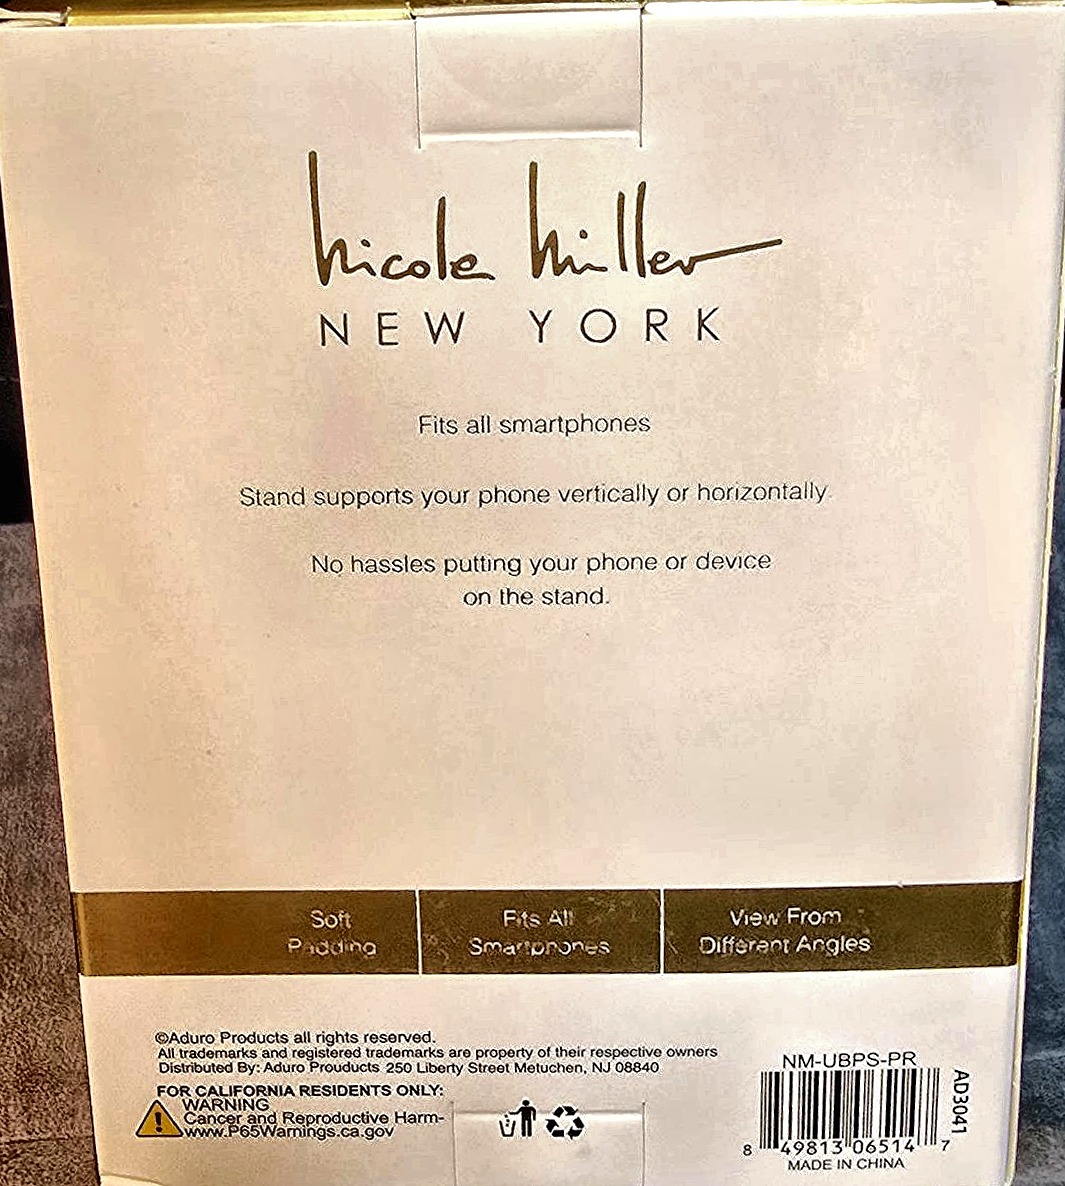 nicole miller
NEW YORK
Fits all smartphones
Stand supports your phone vertically or horizontally.
No hassles putting your phone or device
on the stand.
Soft
Padding
Fits All
Smartphones
View From
Different Angles
©Aduro Products all rights reserved.
All trademarks and registered trademarks are property of their respective owners
Distributed By: Aduro Prouducts 250 Liberty Street Metuchen, NJ 08840
FOR CALIFORNIA RESIDENTS ONLY:
WARNING
Cancer and Reproductive Harm-
www.P65Warnings.ca.gov
NM-UBPS-PR
AD3041
8 49813 06514 7
MADE IN CHINA